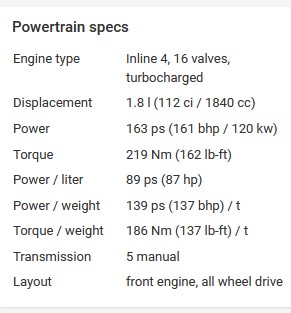 Powertrain specs
Engine type Inline 4, 16 valves,
turbocharged
Displacement 1.8 l (112 ci / 1840 cc)
Power 163 ps (161 bhp / 120 kw)
Torque 219 Nm (162 lb-ft)
Power / liter 89 ps (87 hp)
Power / weight 139 ps (137 bhp) / t
Torque / weight 186 Nm (137 lb-ft) / t
Transmission 5 manual
Layout front engine, all wheel drive